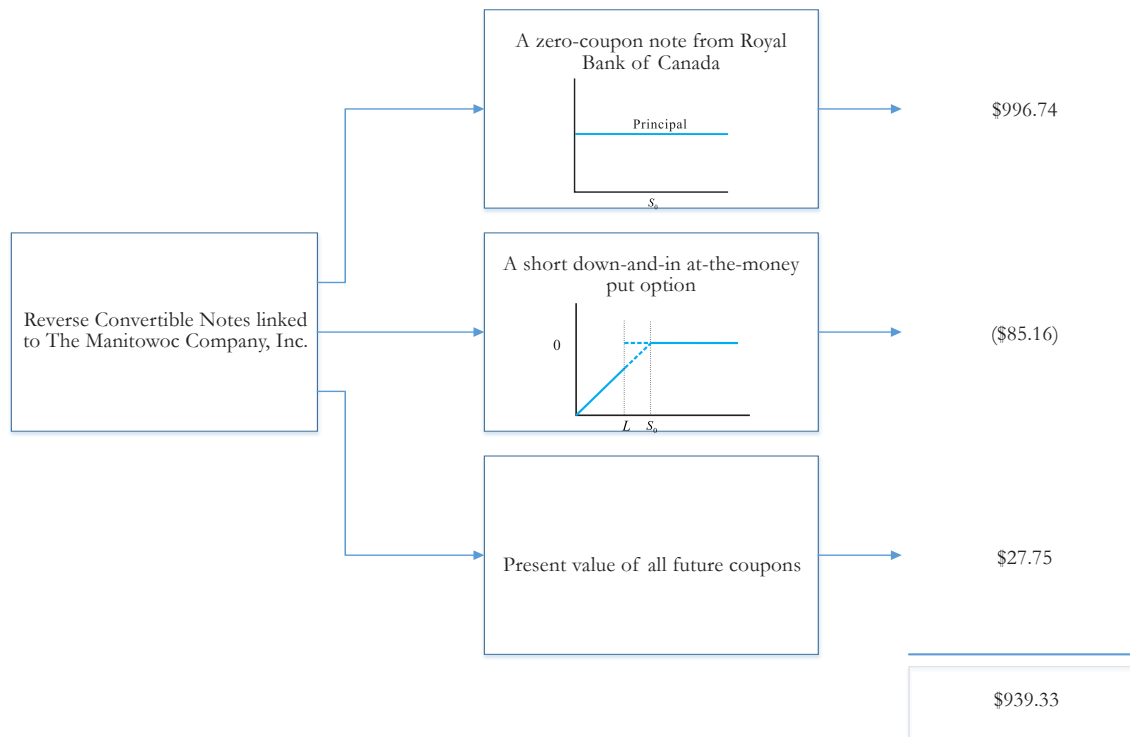 A zero-coupon note from Royal
Bank of Canada
Principal
S₀
$996.74
Reverse Convertible Notes linked
to The Manitowoc Company, Inc.
A short down-and-in at-the-money
put option
0
L S₀
($85.16)
Present value of all future coupons
$27.75
$939.33